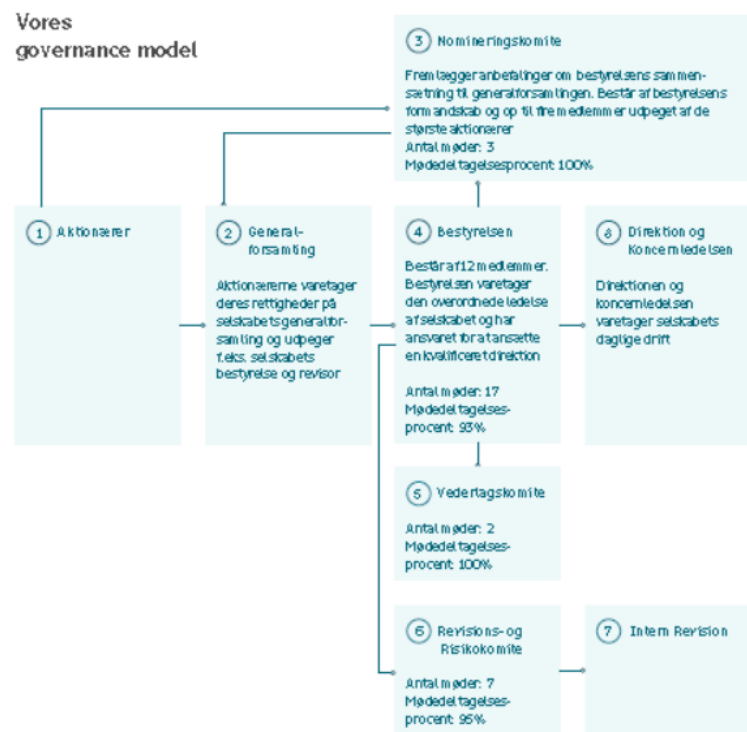 Vores
governance model
3 Nomineringskomite
Fremlægger anbefalinger om bestyrelsens sammen-
sætning til generalforsamlingen. Består af bestyrelsens
formandskab og op til fire medlemmer udpeget af de
største aktionærer
Antal møder: 3
Mødedeltagelsesprocent: 100%
1 Aktionærer
2 General-
forsamling
Aktionærerne varetager
deres rettigheder på
selskabets generalfor-
samling og udpeger
f.eks. selskabets
bestyrelse og revisor
4 Bestyrelsen
Består af 12 medlemmer.
Bestyrelsen varetager
den overordnede ledelse
af selskabet og har
ansvaret for at ansætte
en kvalificeret direktion
Antal møder: 17
Mødedeltagelses-
procent: 93%
8 Direktion og
Koncernledelsen
Direktionen og
koncernledelsen
varetager selskabets
daglige drift
5 Vederlagskomite
Antal møder: 2
Mødedeltagelses-
procent: 100%
6 Revisions- og
Risikokomite
Antal møder: 7
Mødedeltagelses-
procent: 95%
7 Intern Revision